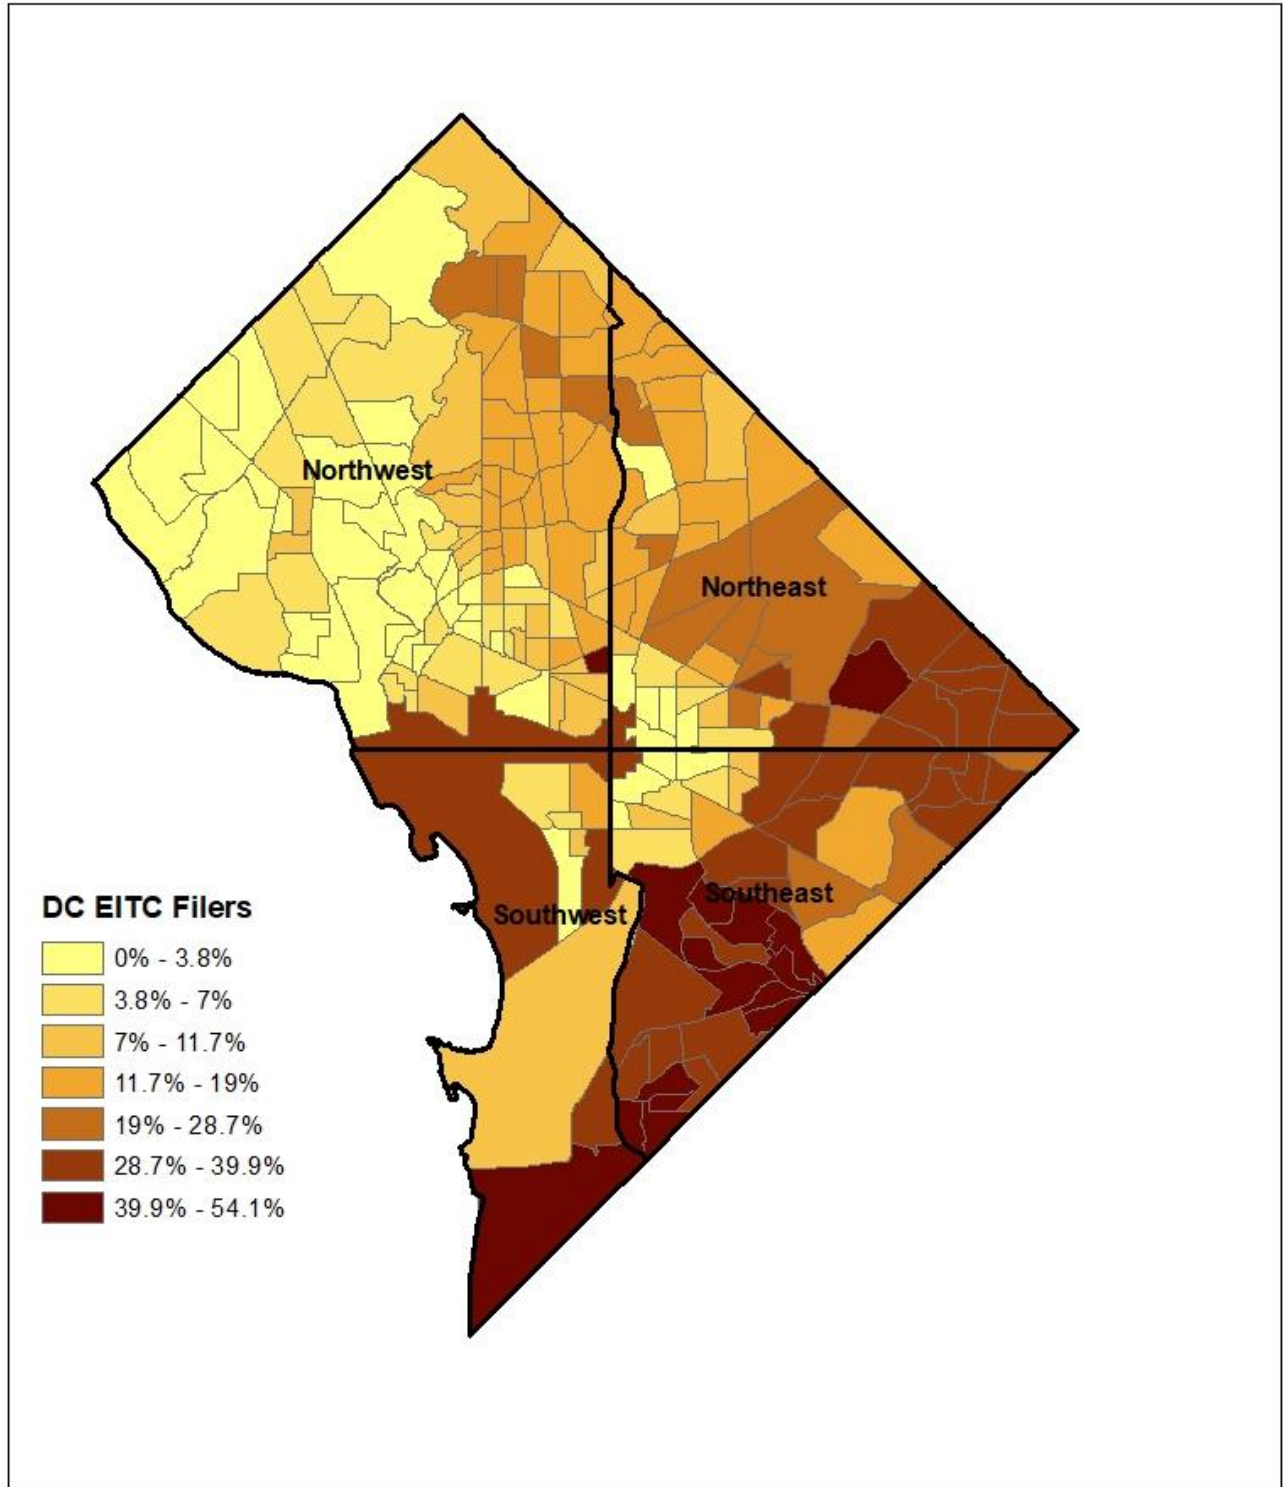 Northwest
Northeast
Southeast
Southwest
DC EITC Filers
0% - 3.8%
3.8% - 7%
7% - 11.7%
11.7% - 19%
19% - 28.7%
28.7% - 39.9%
39.9% - 54.1%